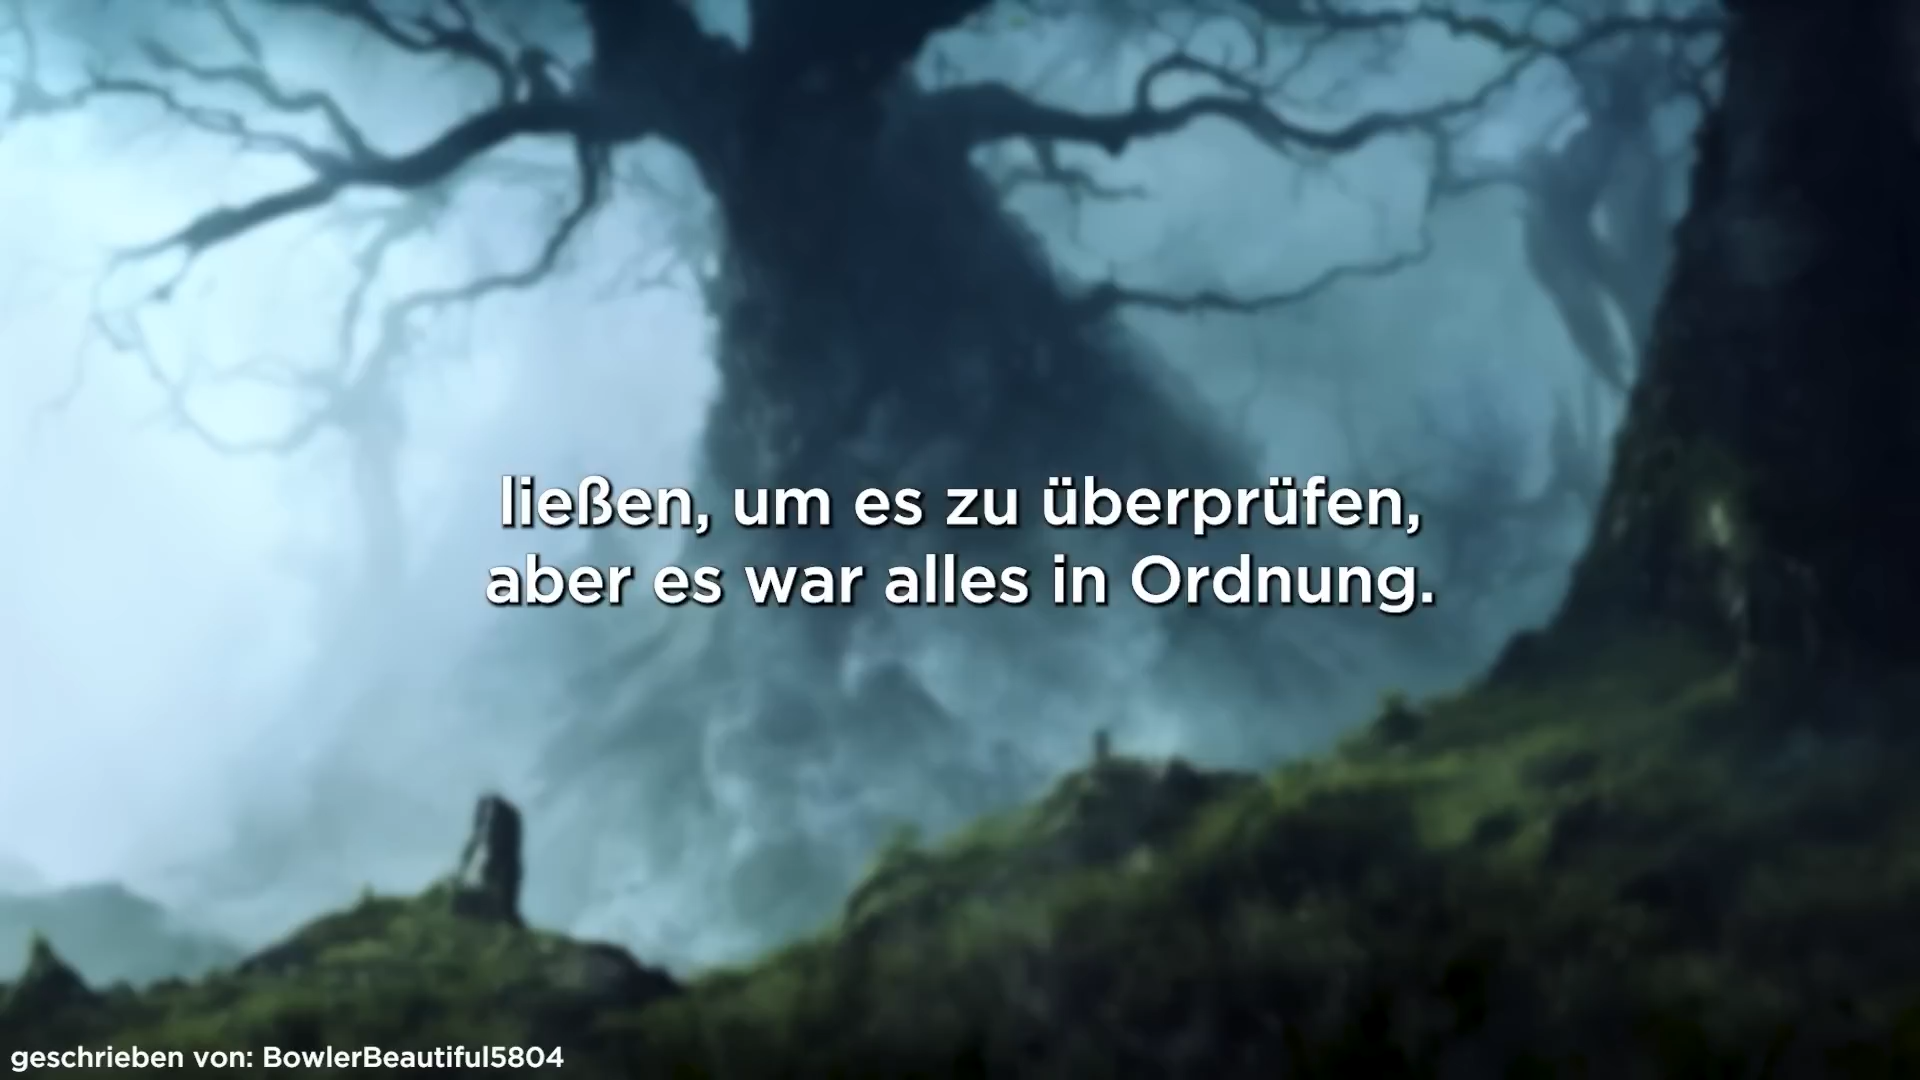 ließen, um es zu überprüfen,
aber es war alles in Ordnung.
geschrieben von: BowlerBeautiful5804